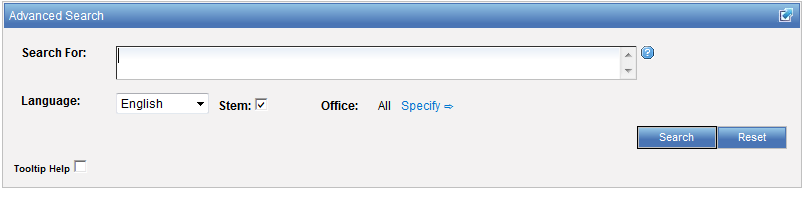 Advanced Search
Search For:
Language: English Stem: Office: All Specify ⇨
Search Reset
Tooltip Help